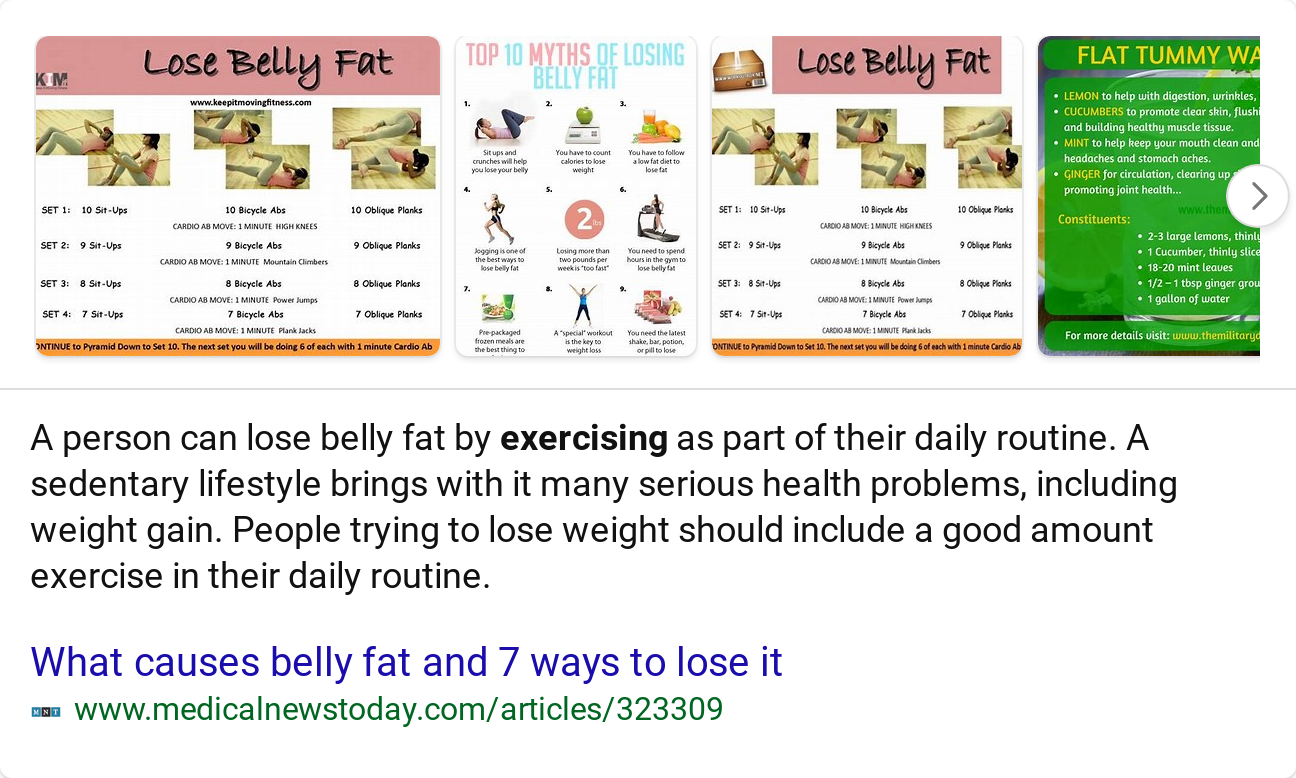 Lose Belly Fat
www.keepitmovingfitness.com
SET 1: 10 Sit-Ups 10 Bicycle Abs 10 Oblique Planks
CARDIO AB MOVE: 1 MINUTE HIGH KNEES
SET 2: 9 Sit-Ups 9 Bicycle Abs 9 Oblique Planks
CARDIO AB MOVE: 1 MINUTE Mountain Climbers
SET 3: 8 Sit-Ups 8 Bicycle Abs 8 Oblique Planks
CARDIO AB MOVE: 1 MINUTE Power Jumps
SET 4: 7 Sit-Ups 7 Bicycle Abs 7 Oblique Planks
CARDIO AB MOVE: 1 MINUTE Plank Jacks
ONTINUE to Pyramid Down to Set 10. The next set you will be doing 6 of each with 1 minute Cardio Ab
TOP 10 MYTHS OF LOSING
BELLY FAT
1. 2. 3.
Sit ups and You have to count You have to follow
crunches will help calories to lose a low fat diet to
you lose your belly weight lose fat
4. 5. 6.
2 lbs
Jogging is one of Losing more than You need to spend
the best ways to two pounds per hours in the gym to
lose belly fat week is "too fast" lose belly fat
7. 8. 9.
Pre-packaged A "special" workout You need the latest
frozen meals are is the key to shake, bar, potion,
the best thing to weight loss or pill to lose
Lose Belly Fat
SET 1: 10 Sit-Ups 10 Bicycle Abs 10 Oblique Planks
CARDIO AB MOVE: 1 MINUTE HIGH KNEES
SET 2: 9 Sit-Ups 9 Bicycle Abs 9 Oblique Planks
CARDIO AB MOVE: 1 MINUTE Mountain Climbers
SET 3: 8 Sit-Ups 8 Bicycle Abs 8 Oblique Planks
CARDIO AB MOVE: 1 MINUTE Power Jumps
SET 4: 7 Sit-Ups 7 Bicycle Abs 7 Oblique Planks
CARDIO AB MOVE: 1 MINUTE Plank Jacks
ONTINUE to Pyramid Down to Set 10. The next set you will be doing 6 of each with 1 minute Cardio Ab
FLAT TUMMY WA
• LEMON to help with digestion, wrinkles,
• CUCUMBERS to promote clear skin, flushi
and building healthy muscle tissue.
• MINT to help keep your mouth clean and
headaches and stomach aches.
• GINGER for circulation, clearing up
promoting joint health...
Constituents:
• 2-3 large lemons, thinly
• 1 Cucumber, thinly slice
• 18-20 mint leaves
• 1/2 – 1 tbsp ginger grou
• 1 gallon of water
For more details visit: www.themilitaryd
A person can lose belly fat by exercising as part of their daily routine. A
sedentary lifestyle brings with it many serious health problems, including
weight gain. People trying to lose weight should include a good amount
exercise in their daily routine.
What causes belly fat and 7 ways to lose it
MNT www.medicalnewstoday.com/articles/323309